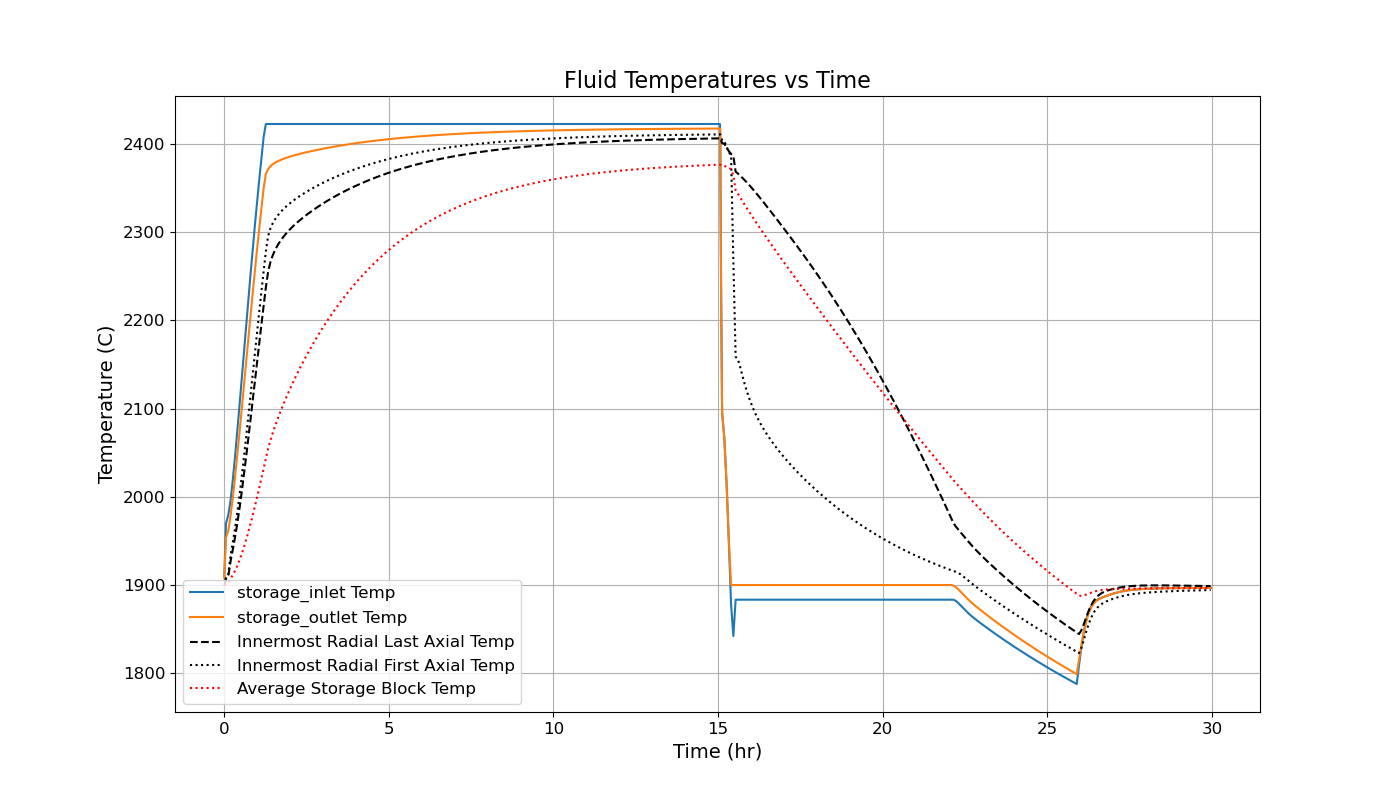 Fluid Temperatures vs Time
Temperature (C)
2400
2300
2200
2100
2000
1900
1800
storage_inlet Temp
storage_outlet Temp
Innermost Radial Last Axial Temp
Innermost Radial First Axial Temp
Average Storage Block Temp
0 5 10 15 20 25 30
Time (hr)